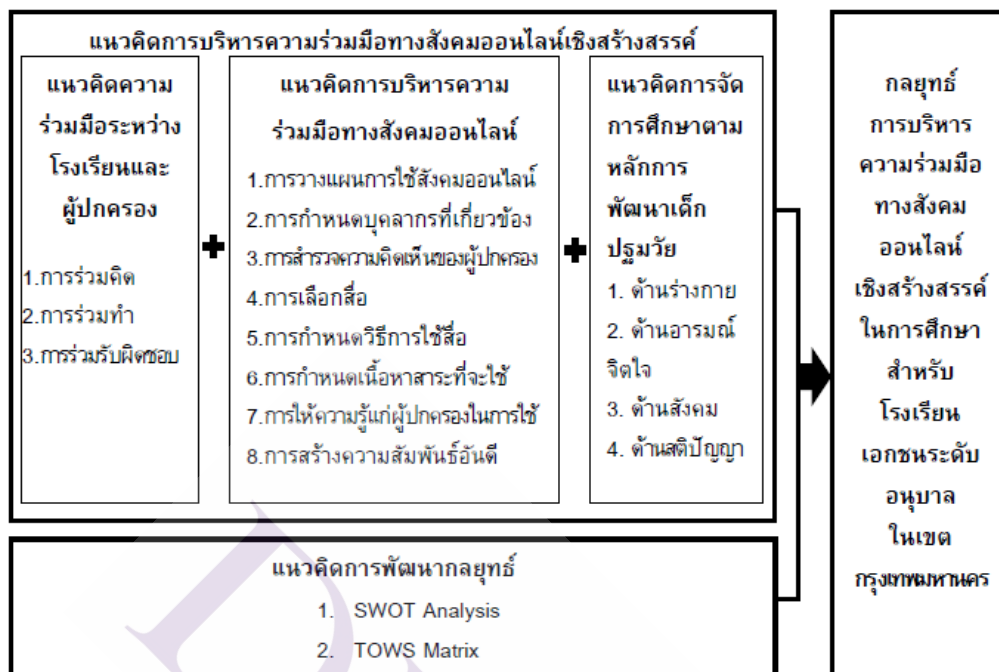 แนวคิดการบริหารความร่วมมือทางสังคมออนไลน์เชิงสร้างสรรค์
แนวคิดความ
ร่วมมือระหว่าง
โรงเรียนและ
ผู้ปกครอง
1.การร่วมคิด
2.การร่วมทำ
3.การร่วมรับผิดชอบ
แนวคิดการบริหารความ
ร่วมมือทางสังคมออนไลน์
1.การวางแผนการใช้สังคมออนไลน์
2.การกำหนดบุคลากรที่เกี่ยวข้อง
3.การสำรวจความคิดเห็นของผู้ปกครอง
4.การเลือกสื่อ
5.การกำหนดวิธีการใช้สื่อ
6.การกำหนดเนื้อหาสาระที่จะใช้
7.การให้ความรู้แก่ผู้ปกครองในการใช้
8.การสร้างความสัมพันธ์อันดี
แนวคิดการจัด
การศึกษาตาม
หลักการ
พัฒนาเด็ก
ปฐมวัย
1. ด้านร่างกาย
2. ด้านอารมณ์
จิตใจ
3. ด้านสังคม
4. ด้านสติปัญญา
แนวคิดการพัฒนากลยุทธ์
1. SWOT Analysis
2. TOWS Matrix
กลยุทธ์
การบริหาร
ความร่วมมือ
ทางสังคม
ออนไลน์
เชิงสร้างสรรค์
ในการศึกษา
สำหรับ
โรงเรียน
เอกชนระดับ
อนุบาล
ในเขต
กรุงเทพมหานคร